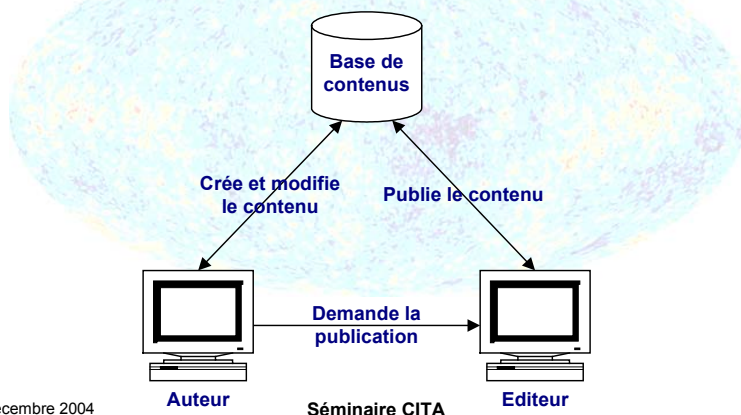 Base de
contenus
Crée et modifie
le contenu
Publie le contenu
Demande la
publication
Auteur
Editeur
écembre 2004
Séminaire CITA